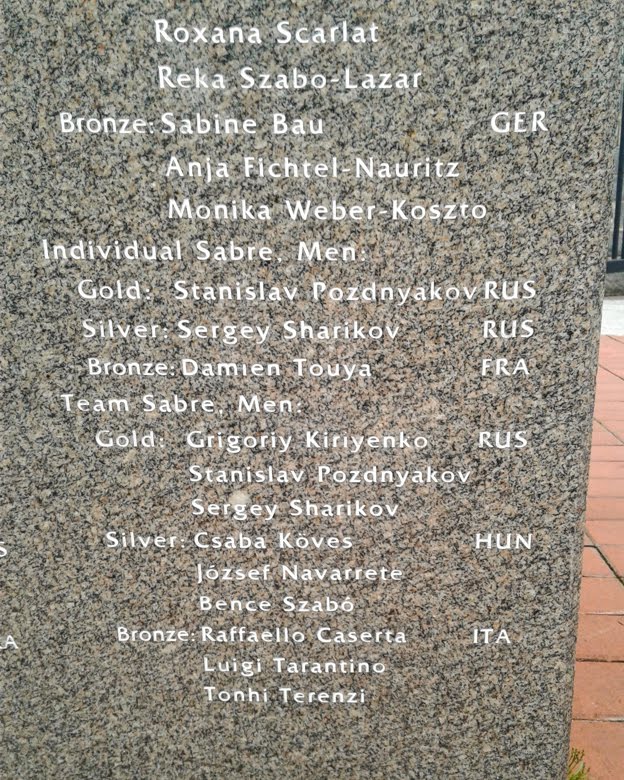 Roxana Scarlat
Reka Szabo-Lazar
Bronze: Sabine Bau GER
Anja Fichtel-Nauritz
Monika Weber-Koszto
Individual Sabre, Men:
Gold: Stanislav Pozdnyakov RUS
Silver: Sergey Sharikov RUS
Bronze: Damien Touya FRA
Team Sabre, Men:
Gold: Grigoriy Kiriyenko RUS
Stanislav Pozdnyakov
Sergey Sharikov
Silver: Csaba Köves HUN
József Navarrete
Bence Szabó
Bronze: Raffaello Caserta ITA
Luigi Tarantino
Tonhi Terenzi